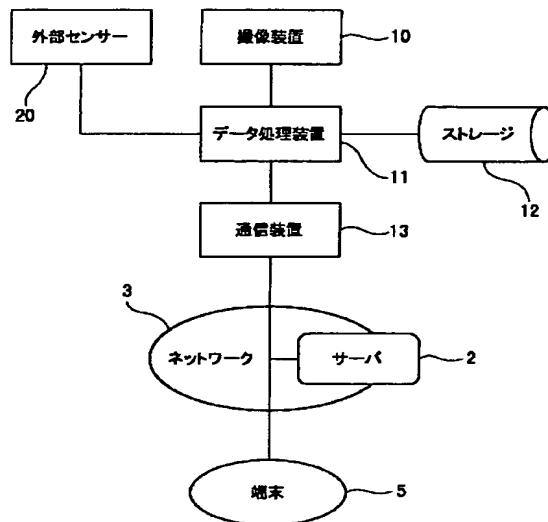 外部センサー
撮像装置
10
20
データ処理装置
ストレージ
11
12
通信装置
13
3
ネットワーク
サーバ
2
端末
5